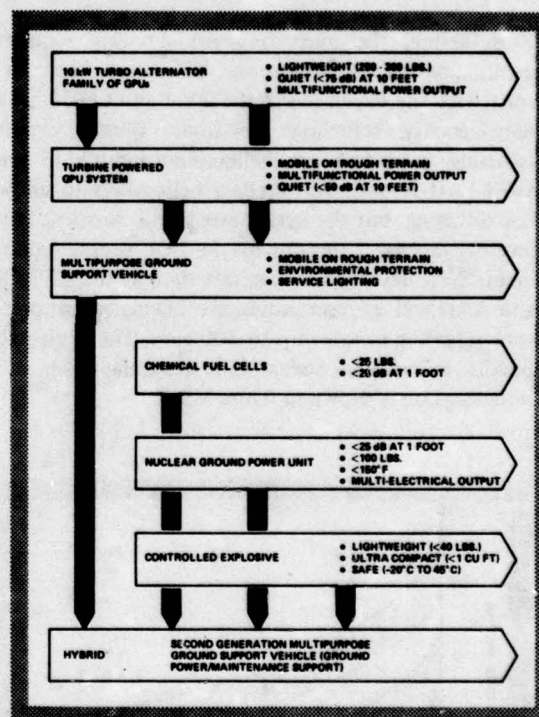 10 kW TURBO ALTERNATOR
FAMILY OF GPUs
• LIGHTWEIGHT (250 - 380 LBS.)
• QUIET (<75 dB) AT 10 FEET
• MULTIFUNCTIONAL POWER OUTPUT
TURBINE POWERED
GPU SYSTEM
• MOBILE ON ROUGH TERRAIN
• MULTIFUNCTIONAL POWER OUTPUT
• QUIET (<50 dB AT 10 FEET)
MULTIPURPOSE GROUND
SUPPORT VEHICLE
• MOBILE ON ROUGH TERRAIN
• ENVIRONMENTAL PROTECTION
• SERVICE LIGHTING
CHEMICAL FUEL CELLS
• <25 LBS.
• <25 dB AT 1 FOOT
NUCLEAR GROUND POWER UNIT
• <25 dB AT 1 FOOT
• <100 LBS.
• <150°F
• MULTI-ELECTRICAL OUTPUT
CONTROLLED EXPLOSIVE
• LIGHTWEIGHT (<40 LBS.)
• ULTRA COMPACT (<1 CU FT)
• SAFE (-20°C TO 45°C)
HYBRID
SECOND GENERATION MULTIPURPOSE
GROUND SUPPORT VEHICLE (GROUND
POWER/MAINTENANCE SUPPORT)